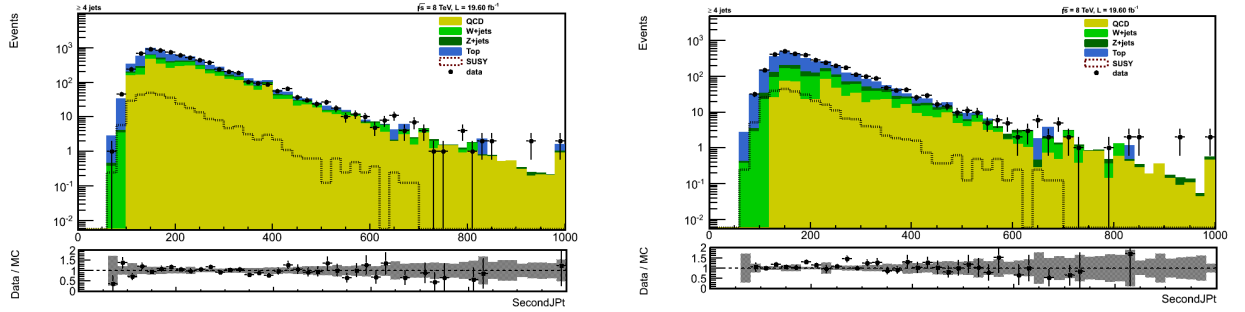 ≥ 4 jets √s = 8 TeV, L = 19.60 fb⁻¹
Events
QCD
W+jets
Z+jets
Top
SUSY
data
10³
10²
10
1
10⁻¹
10⁻²
0 200 400 600 800 1000
Data / MC
2
1.5
1
0.5
0
SecondJPt
≥ 4 jets √s = 8 TeV, L = 19.60 fb⁻¹
Events
QCD
W+jets
Z+jets
Top
SUSY
data
10³
10²
10
1
10⁻¹
10⁻²
0 200 400 600 800 1000
Data / MC
2
1.5
1
0.5
0
SecondJPt